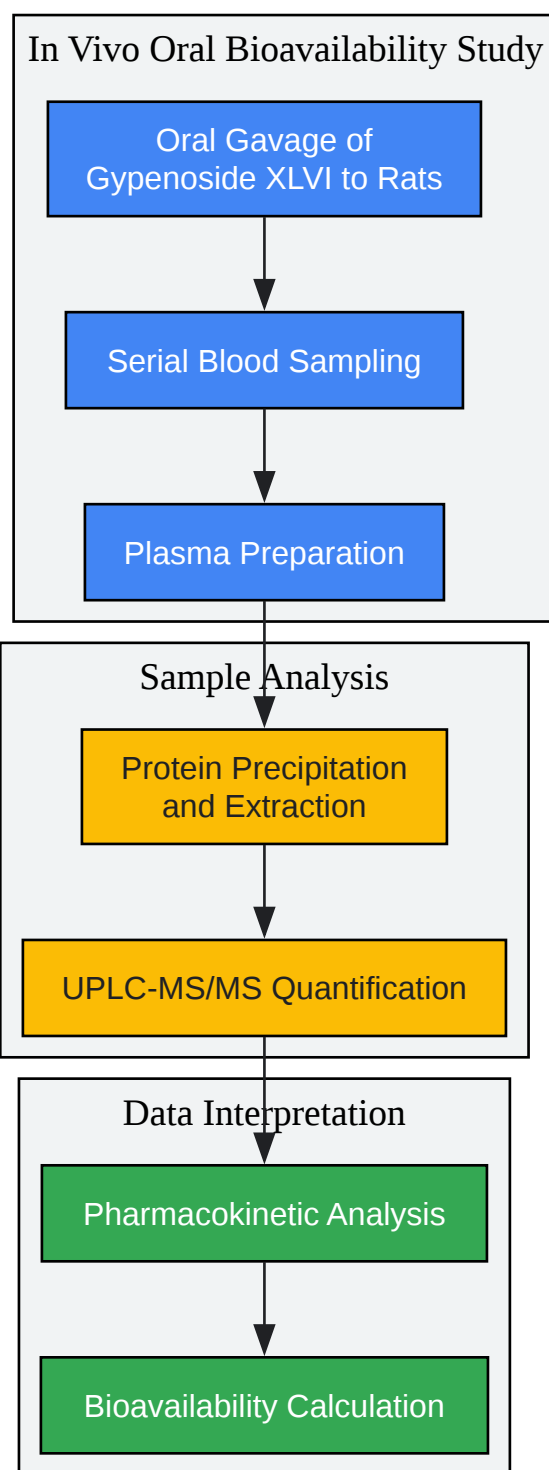 In Vivo Oral Bioavailability Study
Oral Gavage of
Gypenoside XLVI to Rats
Serial Blood Sampling
Plasma Preparation
Sample Analysis
Protein Precipitation
and Extraction
UPLC-MS/MS Quantification
Data Interpretation
Pharmacokinetic Analysis
Bioavailability Calculation